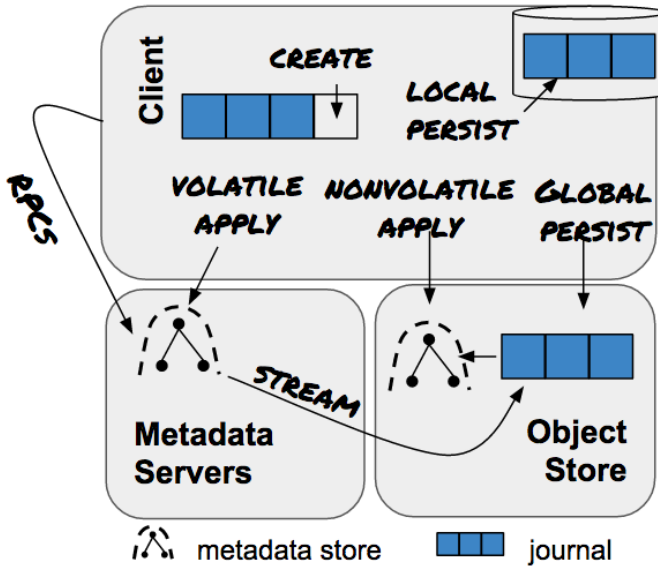 Client
CREATE
LOCAL
PERSIST
RPCS
VOLATILE
APPLY
NONVOLATILE
APPLY
GLOBAL
PERSIST
STREAM
Metadata
Servers
Object
Store
metadata store
journal